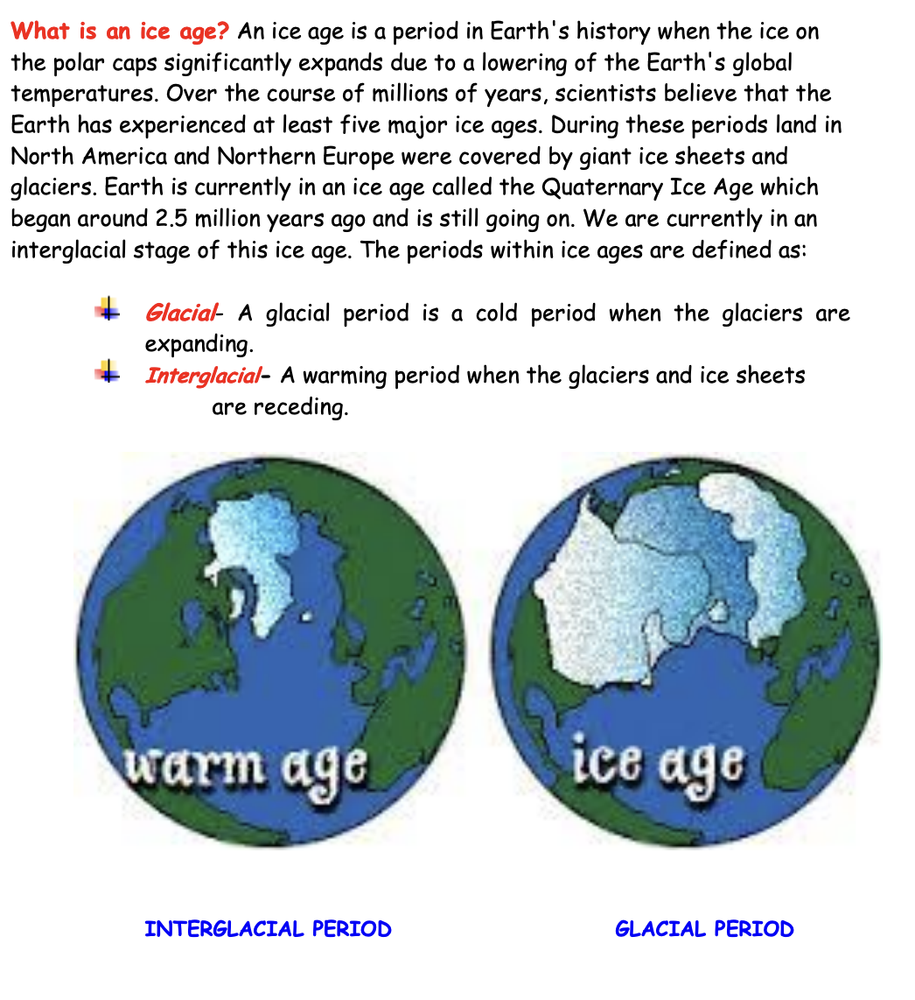 What is an ice age? An ice age is a period in Earth's history when the ice on
the polar caps significantly expands due to a lowering of the Earth's global
temperatures. Over the course of millions of years, scientists believe that the
Earth has experienced at least five major ice ages. During these periods land in
North America and Northern Europe were covered by giant ice sheets and
glaciers. Earth is currently in an ice age called the Quaternary Ice Age which
began around 2.5 million years ago and is still going on. We are currently in an
interglacial stage of this ice age. The periods within ice ages are defined as:
Glacial- A glacial period is a cold period when the glaciers are
expanding.
Interglacial- A warming period when the glaciers and ice sheets
are receding.
warm age
ice age
INTERGLACIAL PERIOD
GLACIAL PERIOD